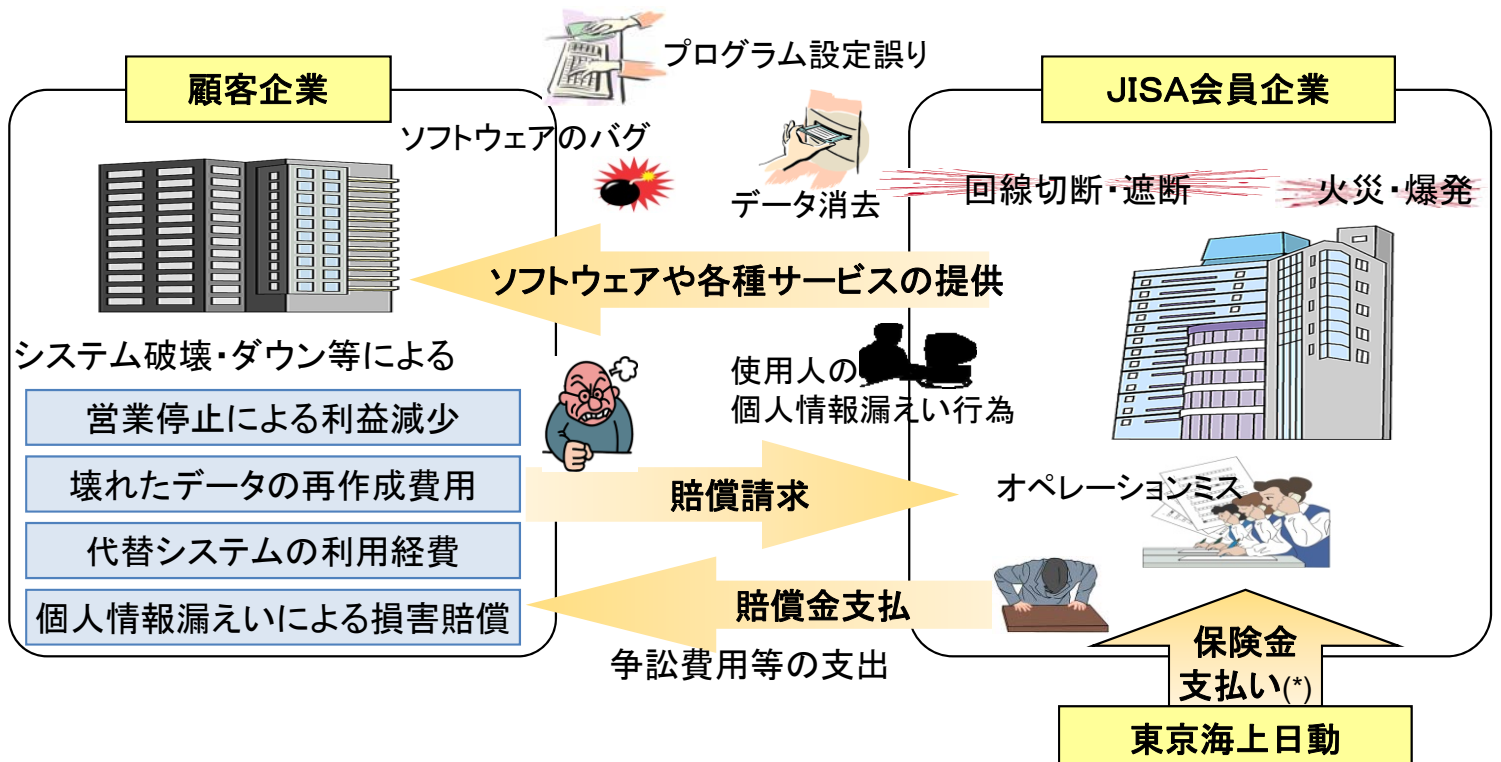 プログラム設定誤り
顧客企業
JISA会員企業
ソフトウェアのバグ
データ消去
回線切断・遮断
火災・爆発
ソフトウェアや各種サービスの提供
システム破壊・ダウン等による
使用人の
個人情報漏えい行為
営業停止による利益減少
壊れたデータの再作成費用
賠償請求
オペレーションミス
代替システムの利用経費
個人情報漏えいによる損害賠償
賠償金支払
争訟費用等の支出
保険金
支払い(*)
東京海上日動